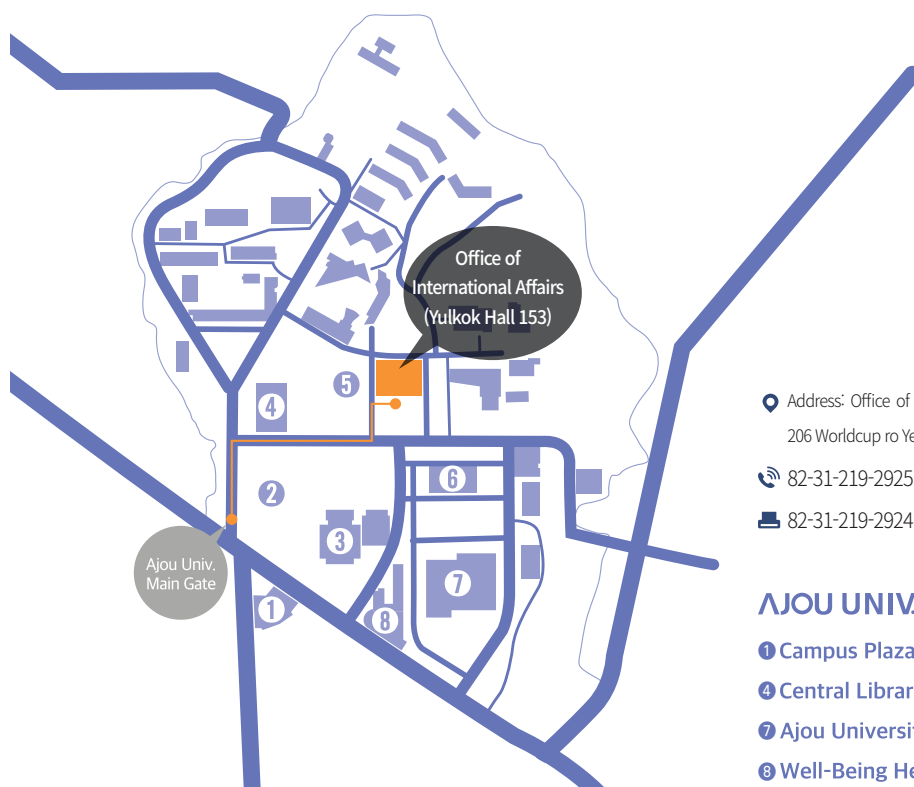 Office of
International Affairs
(Yulkok Hall 153)
5
4
2
6
3
7
Ajou Univ.
Main Gate
1
8
Address: Office of
206 Worldcup ro Ye
82-31-219-2925
82-31-219-2924
AJOU UNIV.
1 Campus Plaza
4 Central Librar
7 Ajou Universit
8 Well-Being He